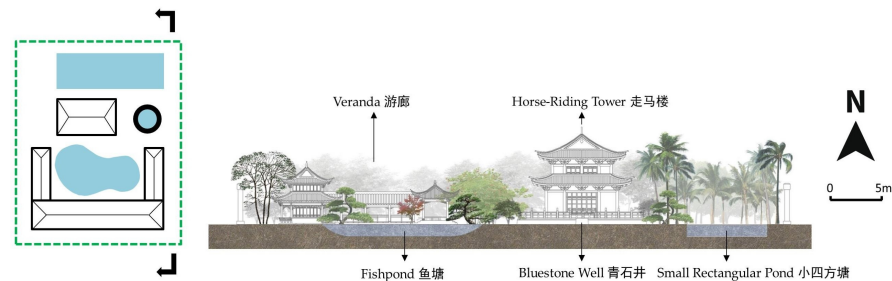 Veranda 游廊
Horse-Riding Tower 走马楼
N
0 5m
Fishpond 鱼塘
Bluestone Well 青石井
Small Rectangular Pond 小四方塘